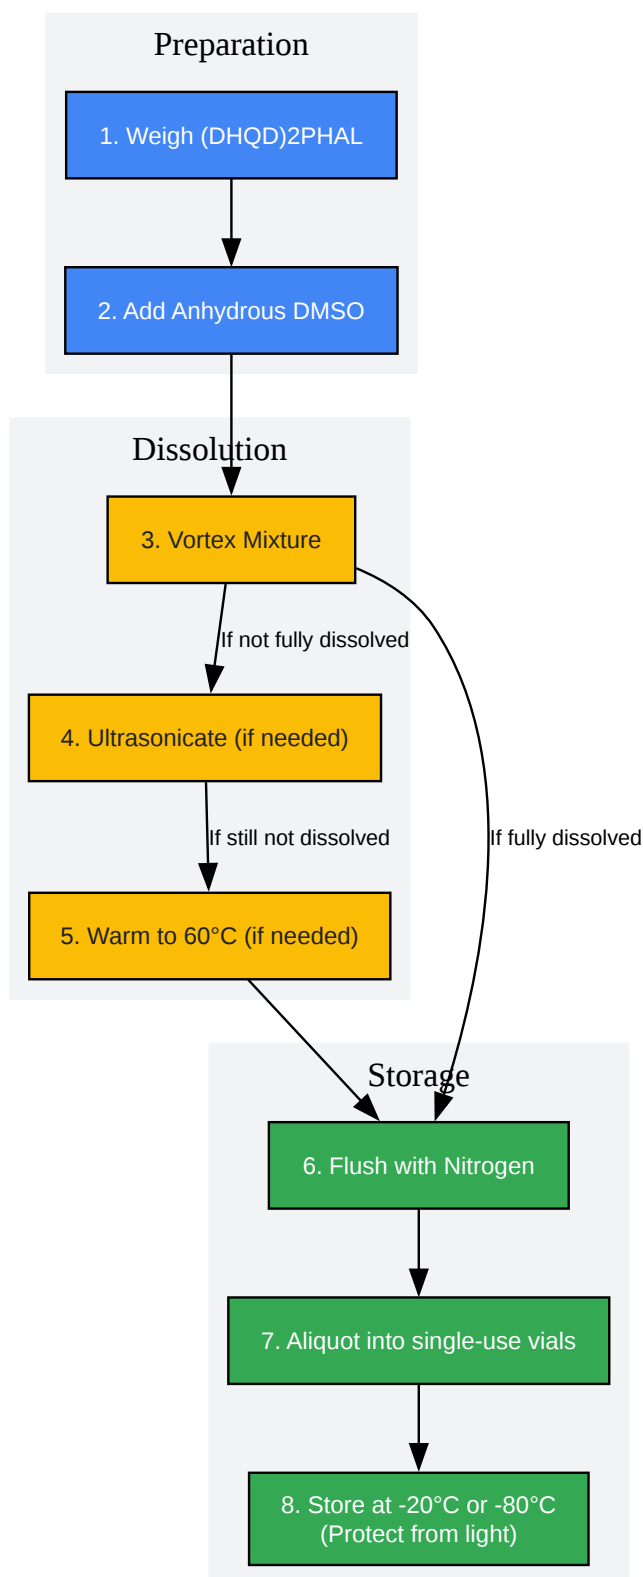 Preparation
1. Weigh (DHQD)2PHAL
2. Add Anhydrous DMSO
Dissolution
3. Vortex Mixture
If not fully dissolved
4. Ultrasonicate (if needed)
If still not dissolved
If fully dissolved
5. Warm to 60°C (if needed)
Storage
6. Flush with Nitrogen
7. Aliquot into single-use vials
8. Store at -20°C or -80°C
(Protect from light)